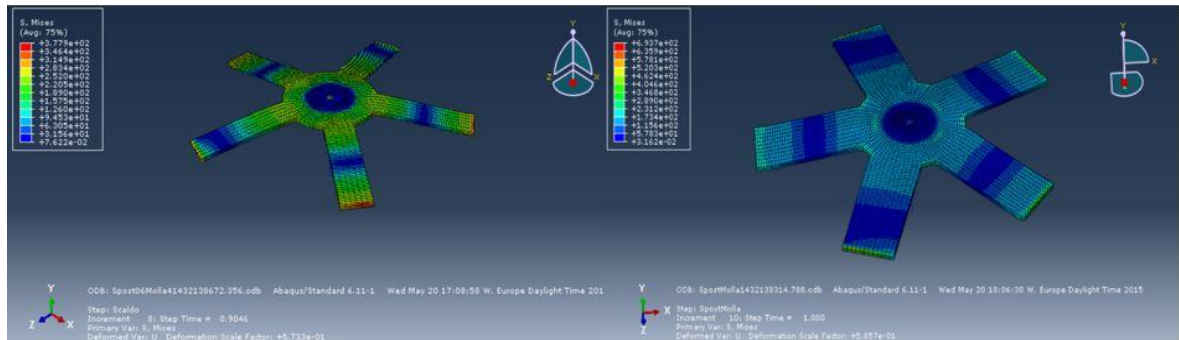 S, Mises
(Avg: 75%)
+3.779e+02
+3.464e+02
+3.149e+02
+2.834e+02
+2.520e+02
+2.205e+02
+1.890e+02
+1.575e+02
+1.260e+02
+9.453e+01
+6.305e+01
+3.156e+01
+7.622e-02
Y
Z
X
ODB: Spost06Molla41432138672.356.odb Abaqus/Standard 6.11-1 Wed May 20 17:08:58 W. Europe Daylight Time 201
Y
Z
X
Step: Scaldo
Increment 8: Step Time = 0.9046
Primary Var: S, Mises
Deformed Var: U Deformation Scale Factor: +5.733e-01
S, Mises
(Avg: 75%)
+6.937e+02
+6.359e+02
+5.781e+02
+5.203e+02
+4.624e+02
+4.046e+02
+3.468e+02
+2.890e+02
+2.312e+02
+1.734e+02
+1.156e+02
+5.783e+01
+3.162e-02
Y
X
ODB: SpostMolla1432138314.788.odb Abaqus/Standard 6.11-1 Wed May 20 18:06:30 W. Europe Daylight Time 2015
Y
X
Z
Step: SpostMolla
Increment 10: Step Time = 1.000
Primary Var: S, Mises
Deformed Var: U Deformation Scale Factor: +5.857e-01